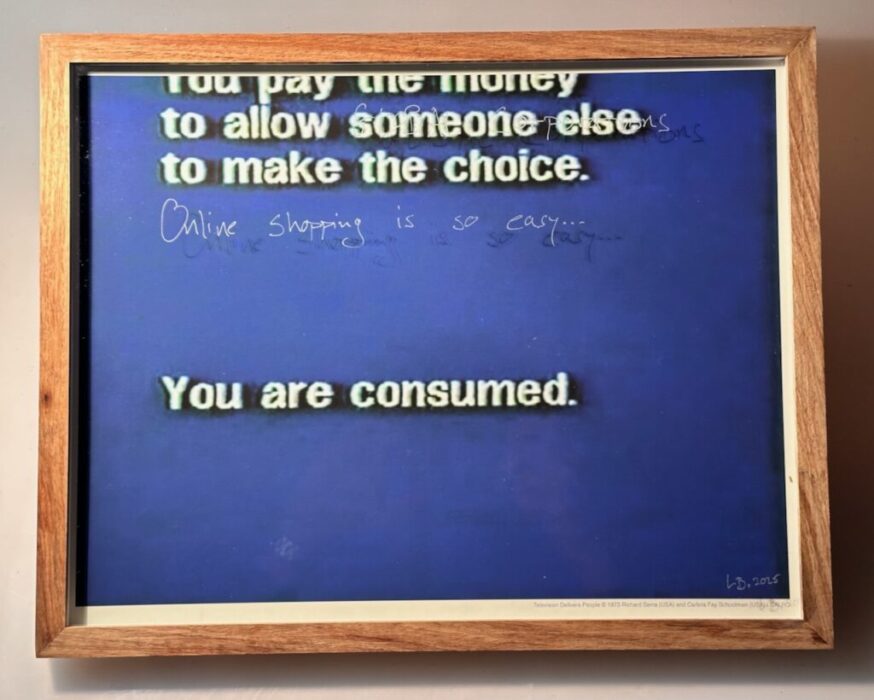 You pay the money
to allow someone else
to make the choice.
Online shopping is so easy...
You are consumed.
L.B. 2025
Television Delivers People © 1973 Richard Serra (USA) and Carlota Fay Schoolman (USA)